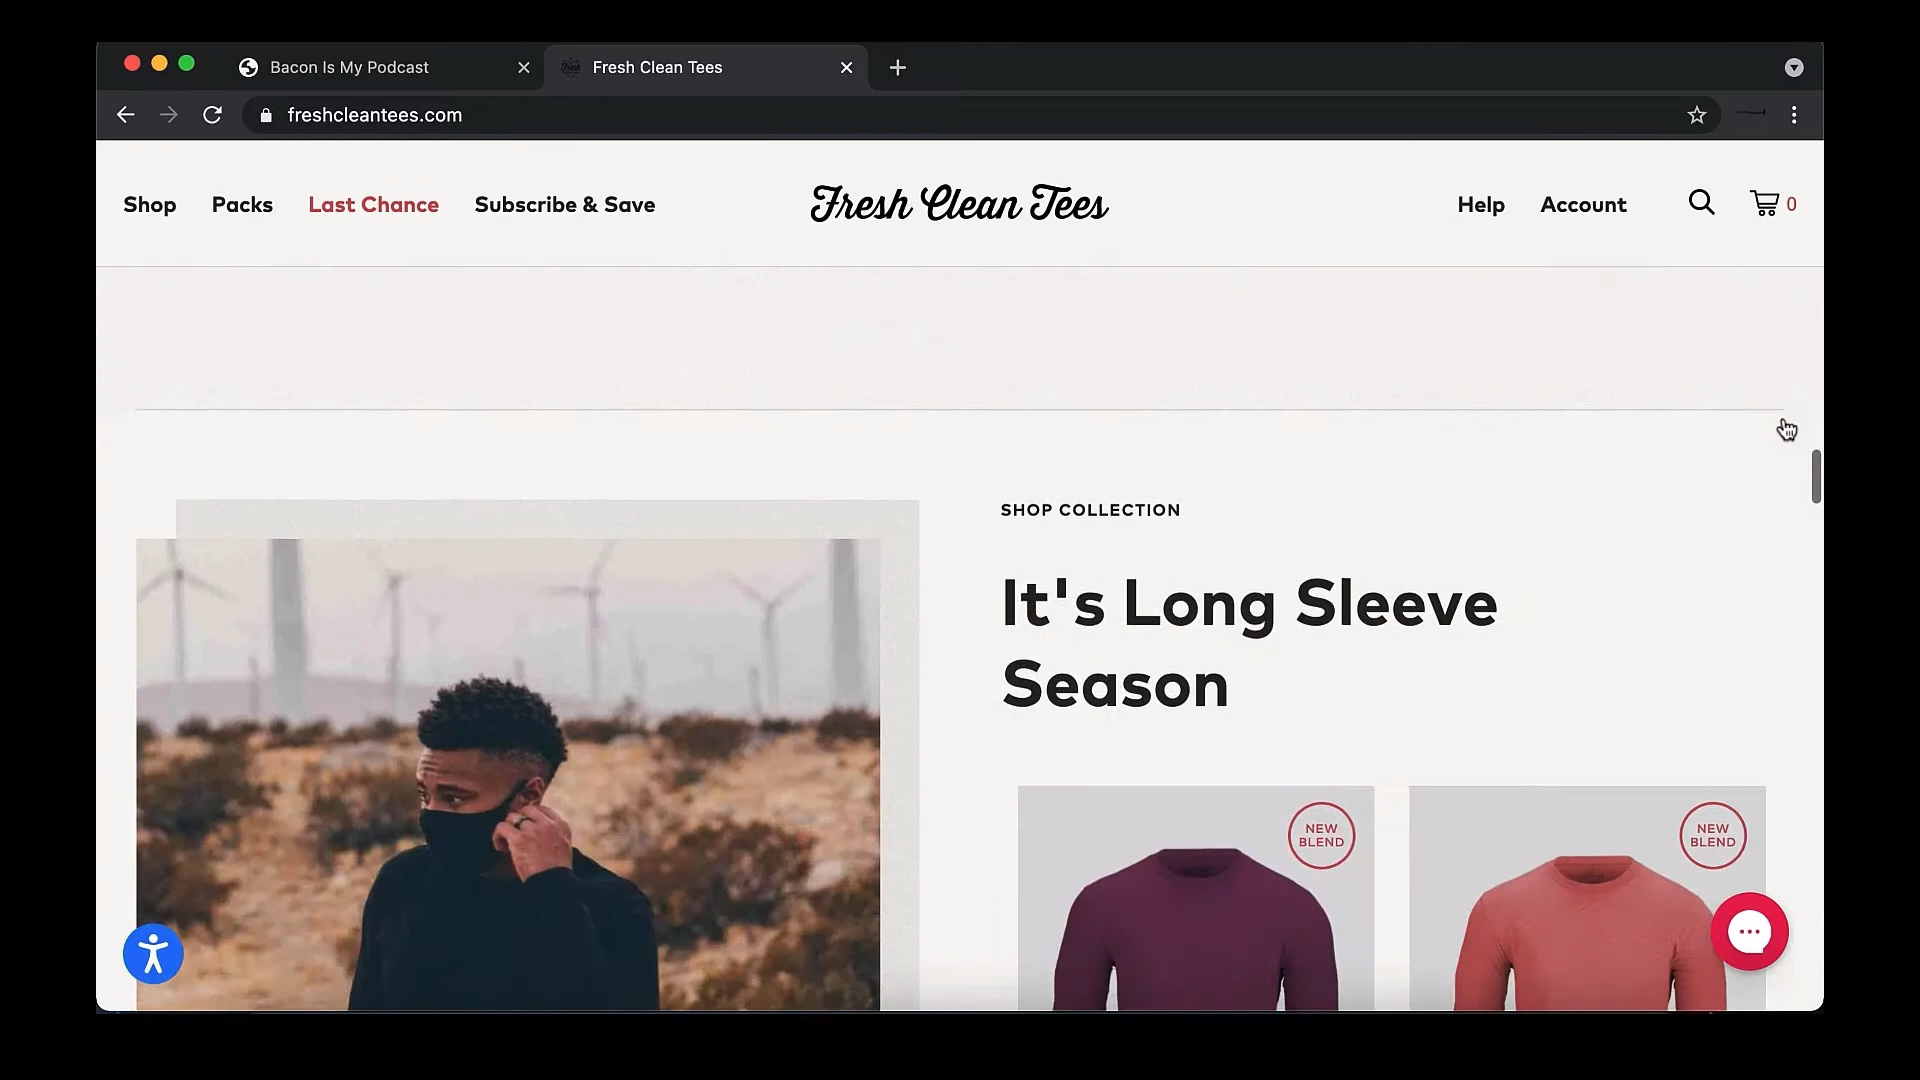 Bacon Is My Podcast
Fresh Clean Tees
freshcleantees.com
Shop Packs Last Chance Subscribe & Save
Fresh Clean Tees
Help Account 0
SHOP COLLECTION
It's Long Sleeve
Season
NEW
BLEND
NEW
BLEND